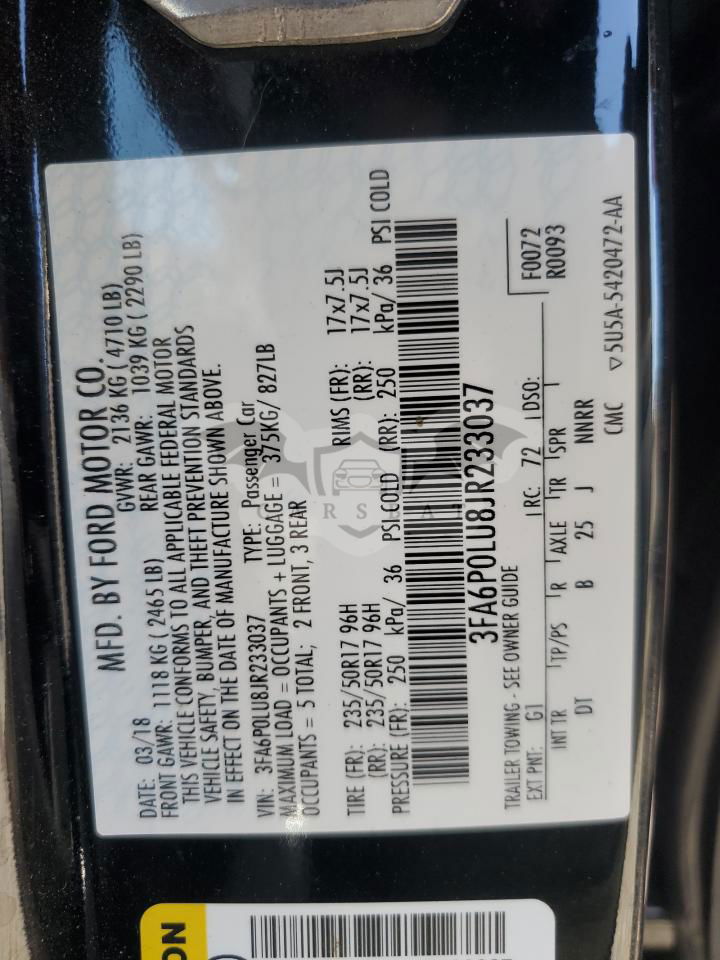 MFD. BY FORD MOTOR CO.
DATE: 03/18 GVWR: 2136 KG ( 4710 LB)
FRONT GAWR: 1118 KG ( 2465 LB) REAR GAWR: 1039 KG ( 2290 LB)
THIS VEHICLE CONFORMS TO ALL APPLICABLE FEDERAL MOTOR
VEHICLE SAFETY, BUMPER, AND THEFT PREVENTION STANDARDS
IN EFFECT ON THE DATE OF MANUFACTURE SHOWN ABOVE.
VIN: 3FA6P0LU8JR233037 TYPE: Passenger Car
MAXIMUM LOAD = OCCUPANTS + LUGGAGE = 375KG/ 827LB
OCCUPANTS = 5 TOTAL; 2 FRONT, 3 REAR
TIRE (FR): 235/50R17 96H RIMS (FR): 17x7.5J
(RR): 235/50R17 96H (RR): 17x7.5J
PRESSURE (FR): 250 kPa/ 36 PSI COLD (RR): 250 kPa/ 36 PSI COLD
3FA6P0LU8JR233037
TRAILER TOWING - SEE OWNER GUIDE
EXT PNT: G1 RC: 72 DSO: F0072
R0093
INT TR TP/PS R AXLE TR SPR
DT B 25 J NNRR
CMC ▽5U5A-5420472-AA
ON